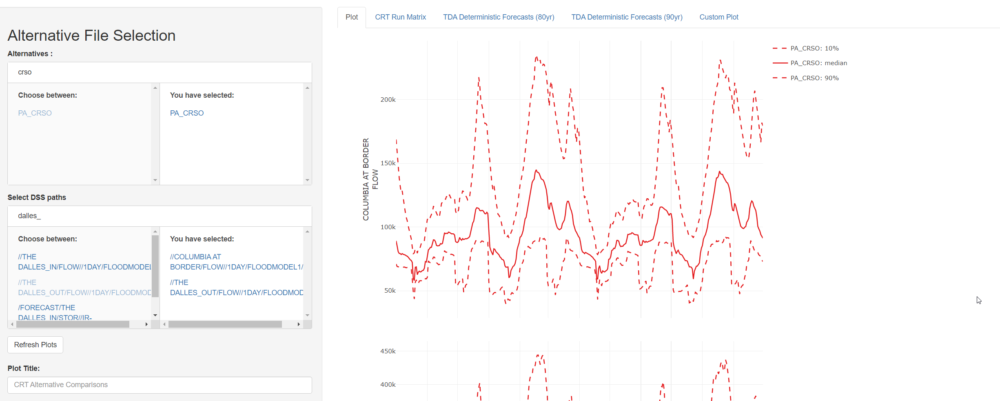 Alternative File Selection
Alternatives :
crso
Choose between:
PA_CRSO
You have selected:
PA_CRSO
Select DSS paths
dalles_
Choose between:
//THE
DALLES_IN/FLOW//1DAY/FLOODMODEL
//THE
DALLES_OUT/FLOW//1DAY/FLOODMOD
/FORECAST/THE
DALLES_IN/STOR//IR-
You have selected:
//COLUMBIA AT
BORDER/FLOW//1DAY/FLOODMODEL1/
//THE
DALLES_OUT/FLOW//1DAY/FLOODMOD
Refresh Plots
Plot Title:
CRT Alternative Comparisons
Plot
CRT Run Matrix
TDA Deterministic Forecasts (80yr)
TDA Deterministic Forecasts (90yr)
Custom Plot
COLUMBIA AT BORDER
FLOW
200k
150k
100k
50k
450k
400k
PA_CRSO: 10%
PA_CRSO: median
PA_CRSO: 90%